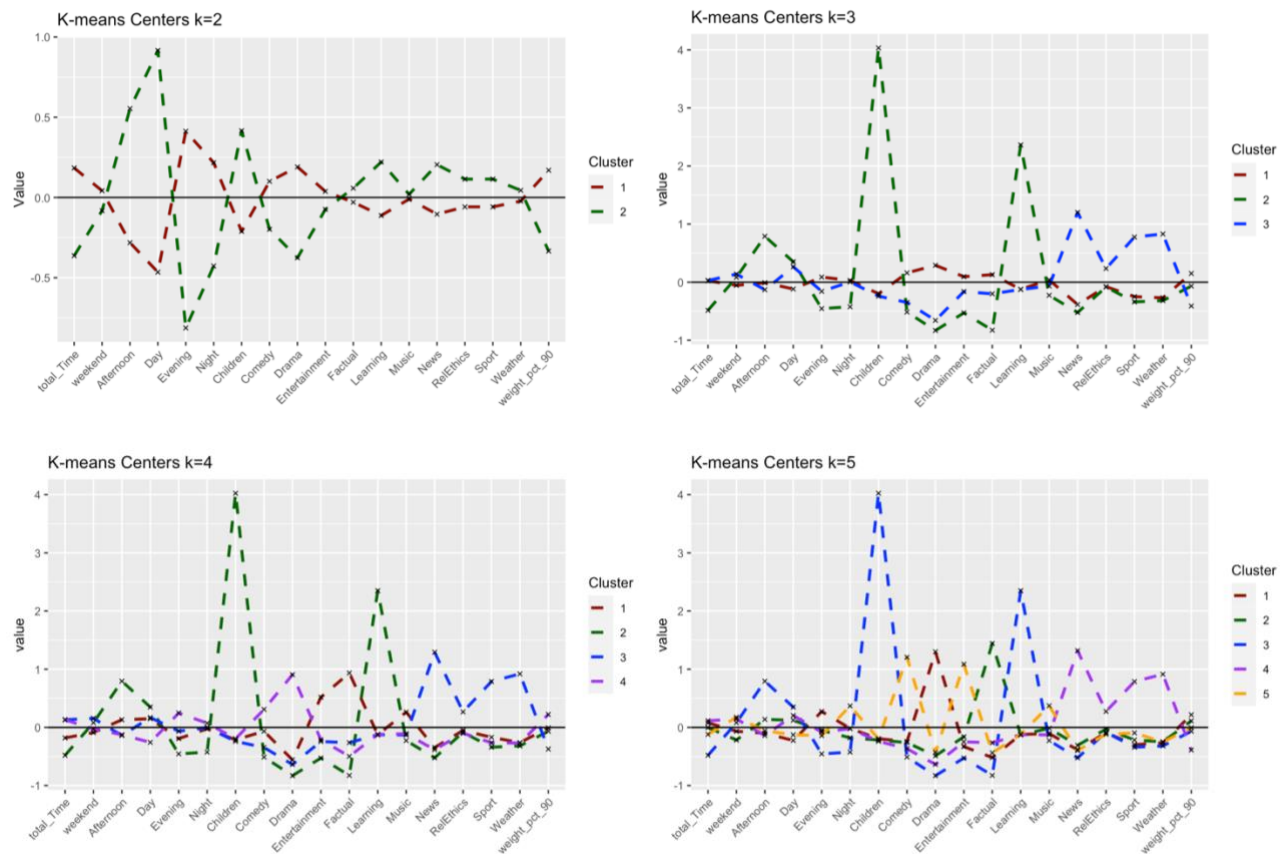 K-means Centers k=2
1.0
0.5
0.0
-0.5
Value
total_Time
weekend
Afternoon
Day
Evening
Night
Children
Comedy
Drama
Entertainment
Factual
Learning
Music
News
RelEthics
Sport
Weather
weight_pct_90
Cluster
1
2
K-means Centers k=3
4
3
2
1
0
-1
value
total_Time
weekend
Afternoon
Day
Evening
Night
Children
Comedy
Drama
Entertainment
Factual
Learning
Music
News
RelEthics
Sport
Weather
weight_pct_90
Cluster
1
2
3
K-means Centers k=4
4
3
2
1
0
-1
value
total_Time
weekend
Afternoon
Day
Evening
Night
Children
Comedy
Drama
Entertainment
Factual
Learning
Music
News
RelEthics
Sport
Weather
weight_pct_90
Cluster
1
2
3
4
K-means Centers k=5
4
3
2
1
0
-1
value
total_Time
weekend
Afternoon
Day
Evening
Night
Children
Comedy
Drama
Entertainment
Factual
Learning
Music
News
RelEthics
Sport
Weather
weight_pct_90
Cluster
1
2
3
4
5